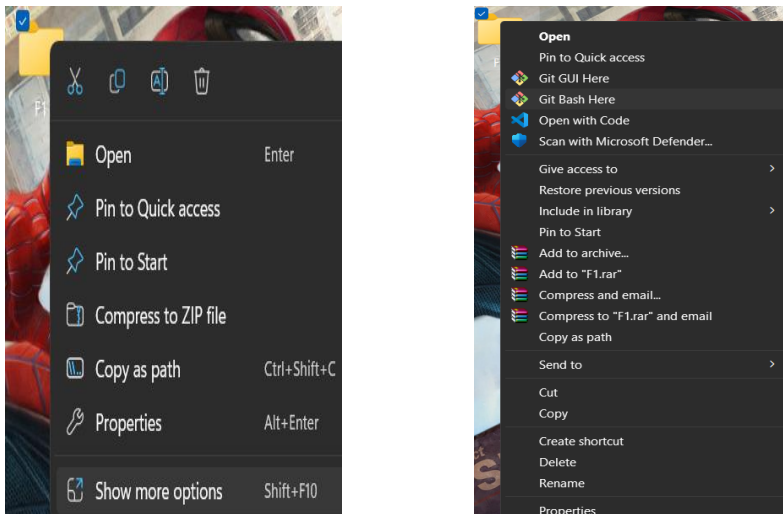 F1
Open Enter
Pin to Quick access
Pin to Start
Compress to ZIP file
Copy as path Ctrl+Shift+C
Properties Alt+Enter
Show more options Shift+F10
Open
Pin to Quick access
Git GUI Here
Git Bash Here
Open with Code
Scan with Microsoft Defender...
Give access to
Restore previous versions
Include in library
Pin to Start
Add to archive...
Add to "F1.rar"
Compress and email...
Compress to "F1.rar" and email
Copy as path
Send to
Cut
Copy
Create shortcut
Delete
Rename
Properties